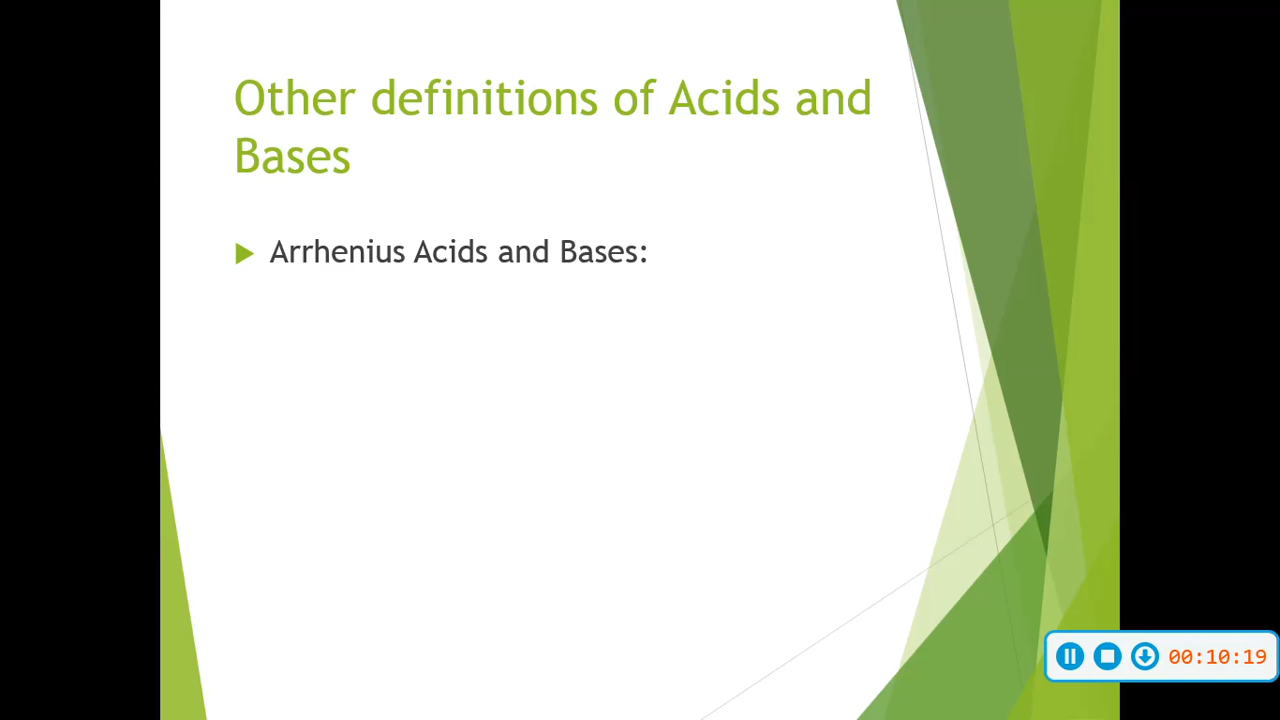 Other definitions of Acids and
Bases
Arrhenius Acids and Bases:
00:10:19